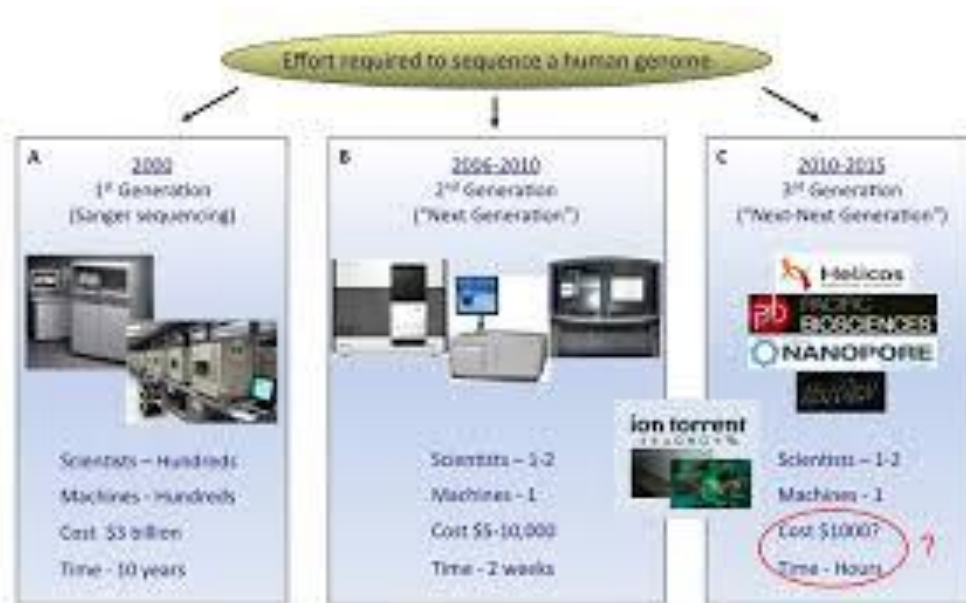 Effort required to sequence a human genome
A
2000
1st Generation
(Sanger sequencing)
Scientists – Hundreds
Machines - Hundreds
Cost $3 billion
Time - 10 years
B
2006-2010
2nd Generation
("Next Generation")
Scientists – 1-2
Machines - 1
Cost $5-10,000
Time - 2 weeks
ion torrent
C
2010-2015
3rd Generation
("Next-Next Generation")
Helicos
PACIFIC
BIOSCIENCES
NANOPORE
Scientists – 1-2
Machines - 1
Cost $1000?
Time - Hours
?